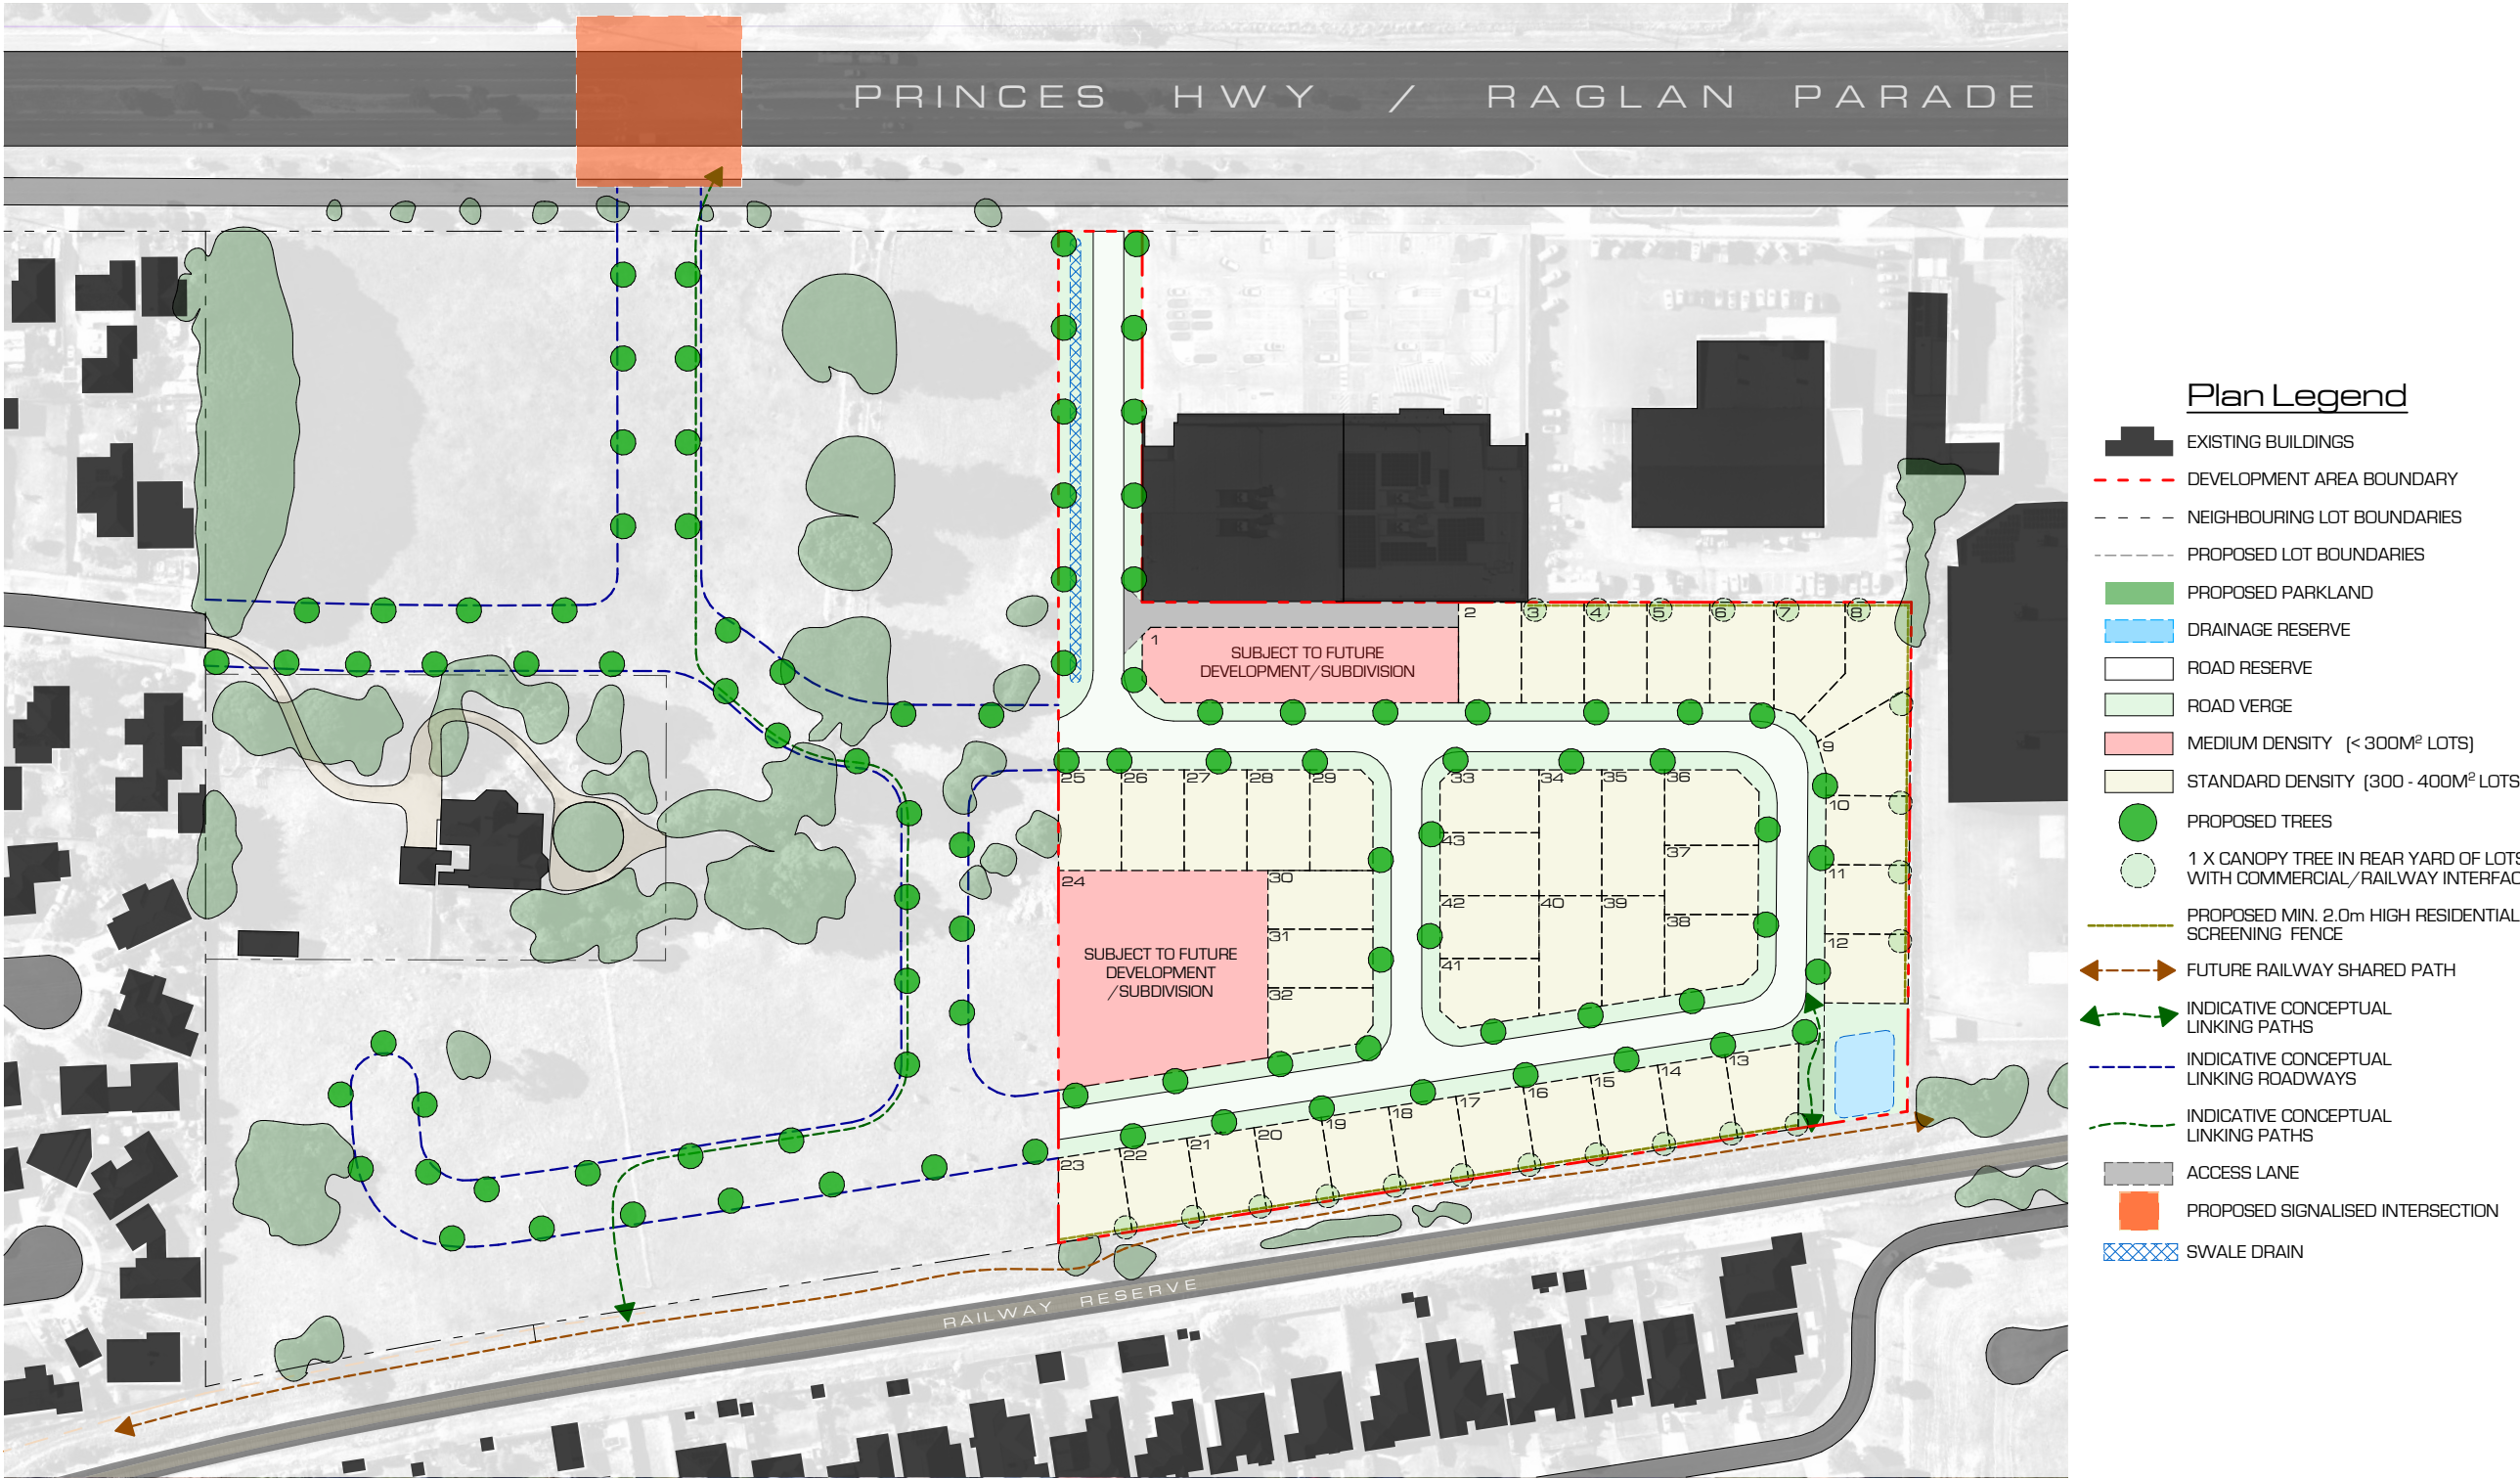 PRINCES HWY / RAGLAN PARADE
1
SUBJECT TO FUTURE
DEVELOPMENT/SUBDIVISION
2
3
4
5
6
7
8
9
10
11
12
25
26
27
28
29
33
34
35
36
43
37
24
30
42
40
39
38
31
41
32
SUBJECT TO FUTURE
DEVELOPMENT
/SUBDIVISION
13
14
15
16
17
18
19
20
21
22
23
RAILWAY RESERVE
Plan Legend
EXISTING BUILDINGS
DEVELOPMENT AREA BOUNDARY
NEIGHBOURING LOT BOUNDARIES
PROPOSED LOT BOUNDARIES
PROPOSED PARKLAND
DRAINAGE RESERVE
ROAD RESERVE
ROAD VERGE
MEDIUM DENSITY (< 300M² LOTS)
STANDARD DENSITY (300 - 400M² LOTS
PROPOSED TREES
1 X CANOPY TREE IN REAR YARD OF LOTS
WITH COMMERCIAL/RAILWAY INTERFAC
PROPOSED MIN. 2.0m HIGH RESIDENTIAL
SCREENING FENCE
FUTURE RAILWAY SHARED PATH
INDICATIVE CONCEPTUAL
LINKING PATHS
INDICATIVE CONCEPTUAL
LINKING ROADWAYS
INDICATIVE CONCEPTUAL
LINKING PATHS
ACCESS LANE
PROPOSED SIGNALISED INTERSECTION
SWALE DRAIN